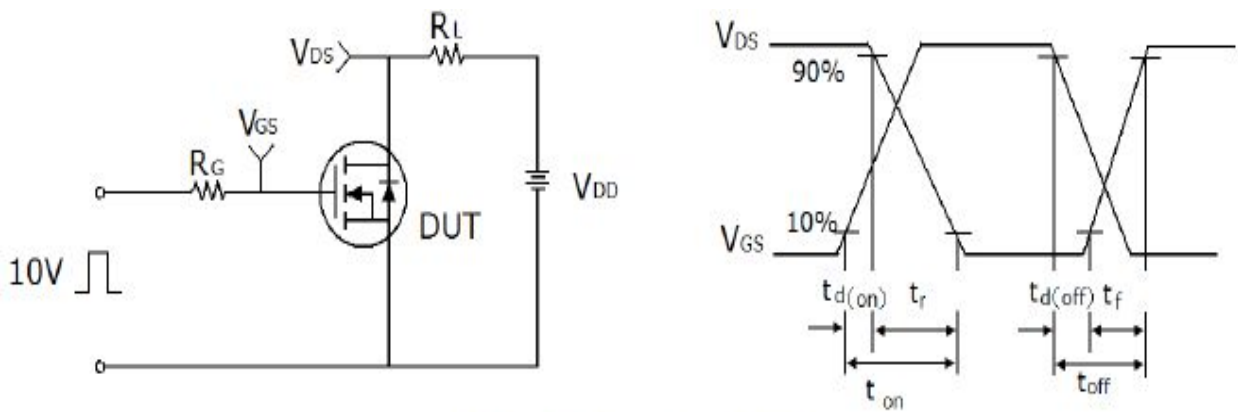 RL
VDS
VGS
RG
VDD
DUT
10V
VDS
90%
10%
VGS
td(on)
tr
td(off)
tf
ton
toff